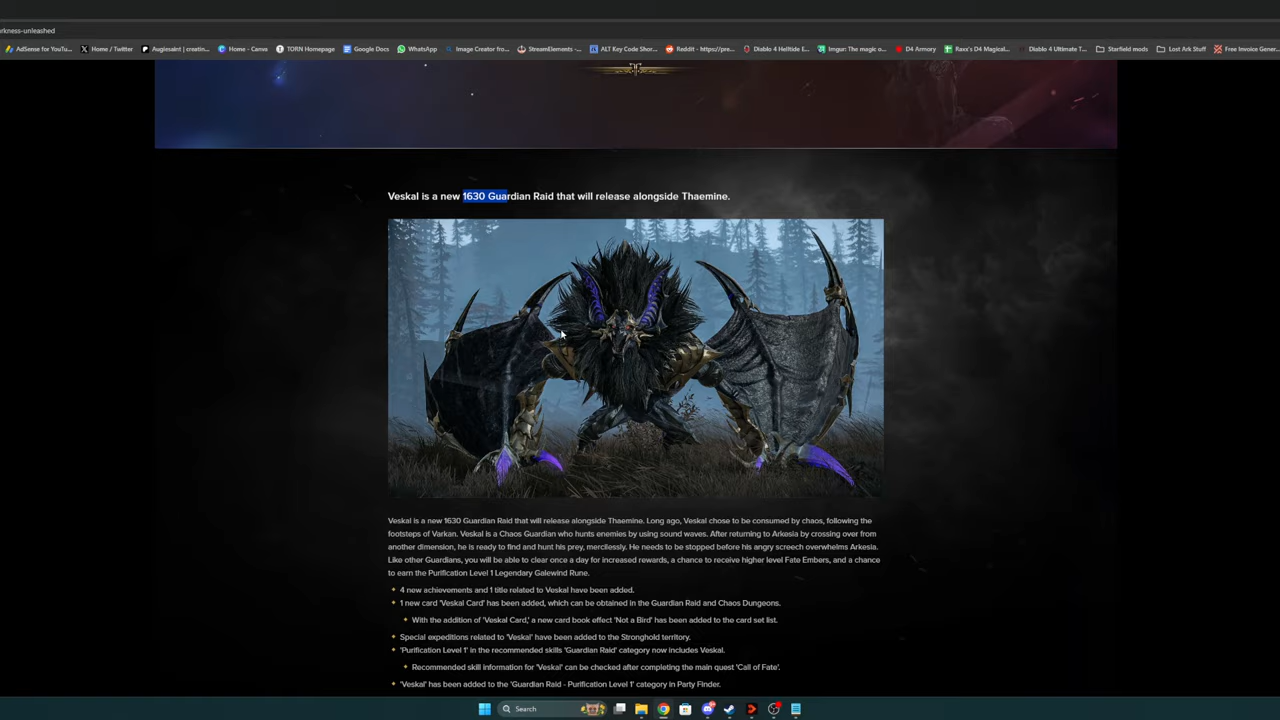 rkness-unleashed
AdSense for YouTu... Home / Twitter Augiesaint | creatin... Home - Canva TORN Homepage Google Docs WhatsApp Image Creator fro... StreamElements -... ALT Key Code Shor... Reddit - https://pre... Diablo 4 Helltide E... Imgur: The magic o... D4 Armory Raxx's D4 Magical... Diablo 4 Ultimate T... Starfield mods Lost Ark Stuff Free Invoice Gener...
Veskal is a new 1630 Guardian Raid that will release alongside Thaemine.
Veskal is a new 1630 Guardian Raid that will release alongside Thaemine. Long ago, Veskal chose to be consumed by chaos, following the
footsteps of Varkan. Veskal is a Chaos Guardian who hunts enemies by using sound waves. After returning to Arkesia by crossing over from
another dimension, he is ready to find and hunt his prey, mercilessly. He needs to be stopped before his angry screech overwhelms Arkesia.
Like other Guardians, you will be able to clear once a day for increased rewards, a chance to receive higher level Fate Embers, and a chance
to earn the Purification Level 1 Legendary Galewind Rune.
4 new achievements and 1 title related to Veskal have been added.
1 new card 'Veskal Card' has been added, which can be obtained in the Guardian Raid and Chaos Dungeons.
With the addition of 'Veskal Card,' a new card book effect 'Not a Bird' has been added to the card set list.
Special expeditions related to 'Veskal' have been added to the Stronghold territory.
'Purification Level 1' in the recommended skills 'Guardian Raid' category now includes Veskal.
Recommended skill information for 'Veskal' can be checked after completing the main quest 'Call of Fate'.
'Veskal' has been added to the 'Guardian Raid - Purification Level 1' category in Party Finder.
Search